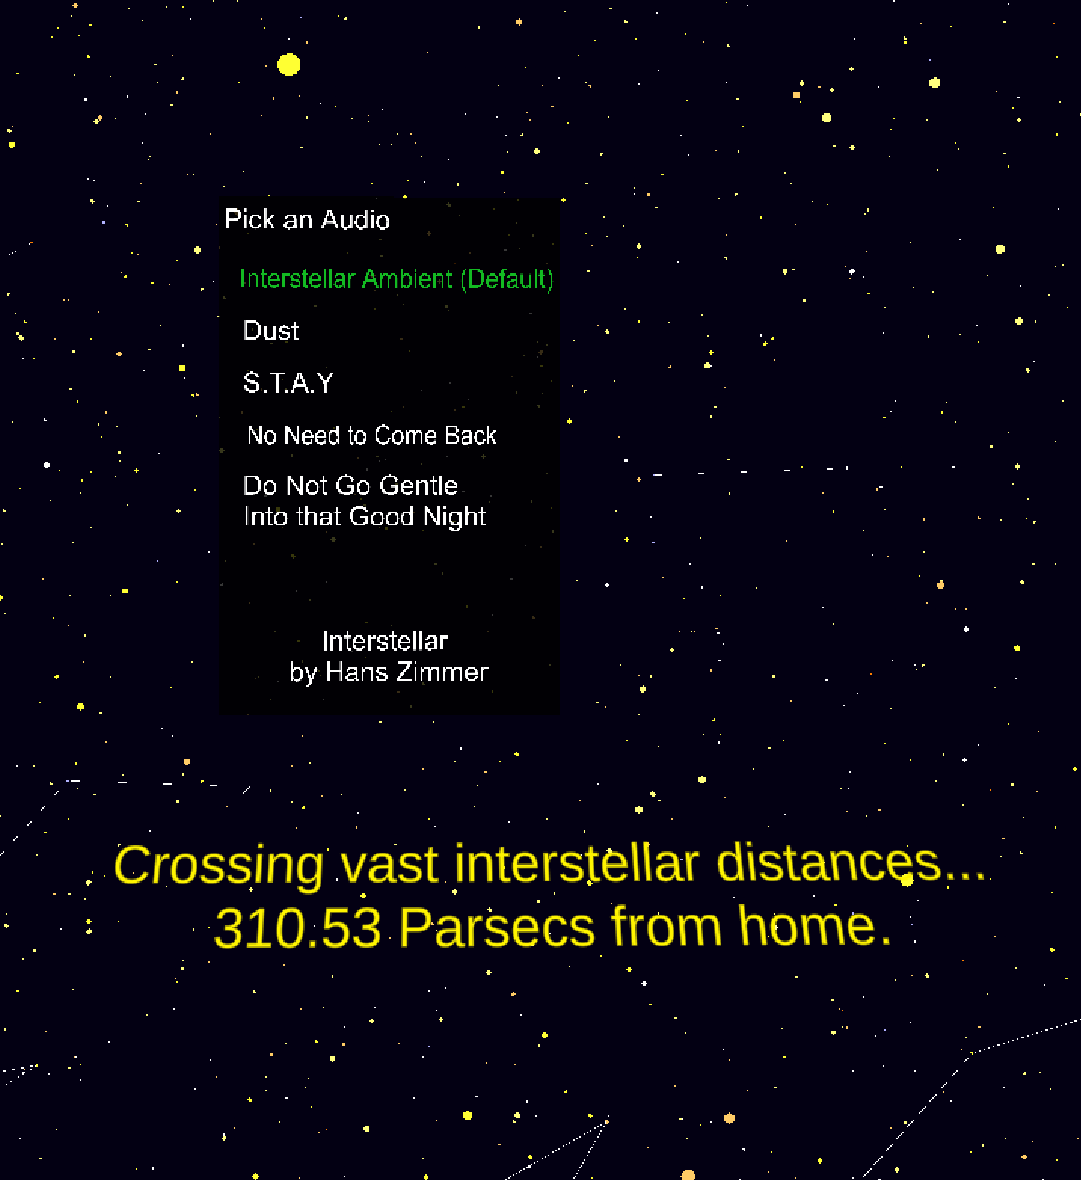 Pick an Audio
Interstellar Ambient (Default)
Dust
S.T.A.Y
No Need to Come Back
Do Not Go Gentle
Into that Good Night
Interstellar
by Hans Zimmer
Crossing vast interstellar distances...
310.53 Parsecs from home.